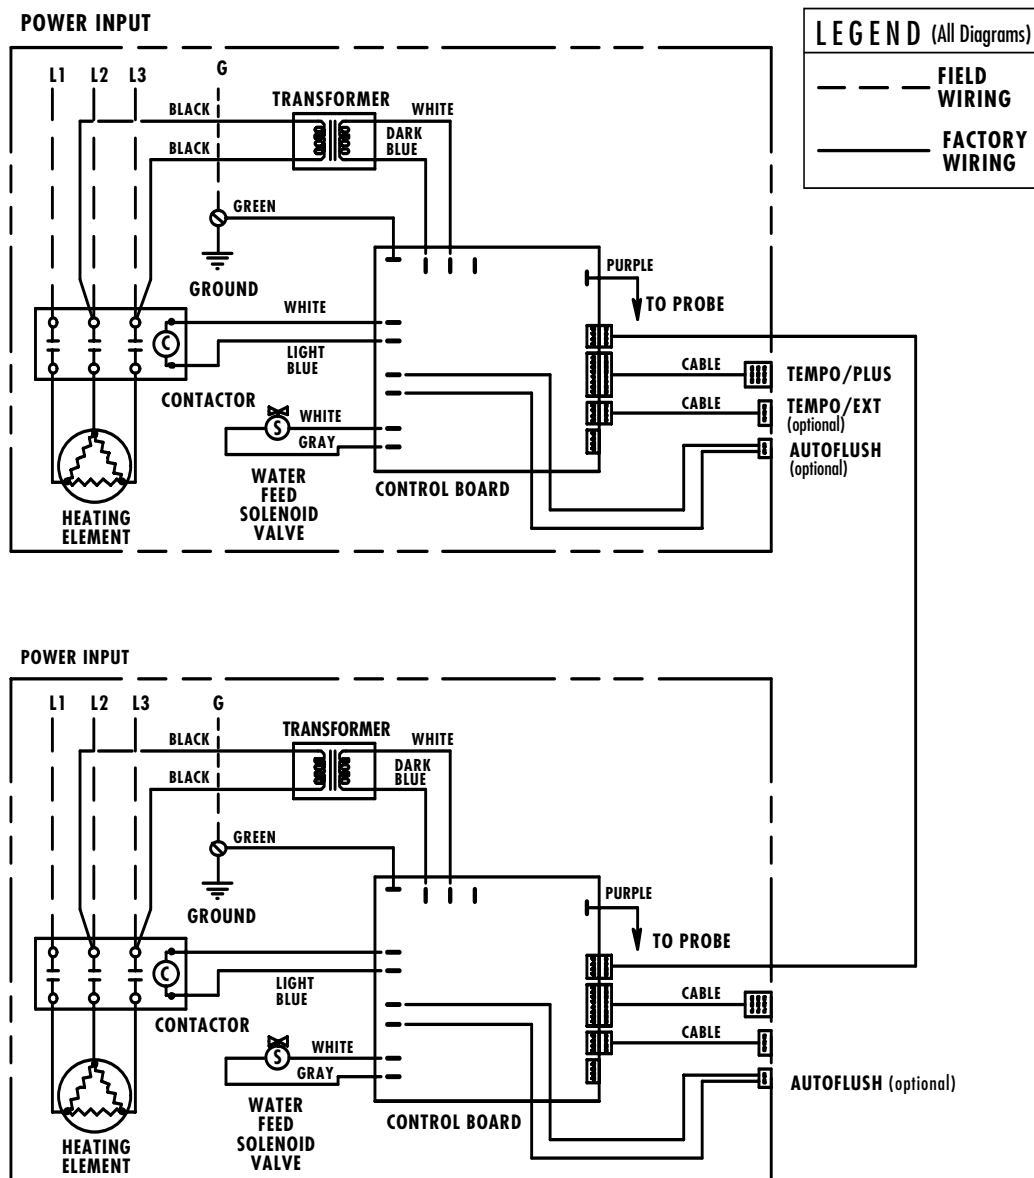 POWER INPUT
LEGEND (All Diagrams)
FIELD
WIRING
FACTORY
WIRING
L1 L2 L3 G
BLACK
TRANSFORMER
WHITE
BLACK
DARK
BLUE
GREEN
GROUND
PURPLE
TO PROBE
WHITE
LIGHT
BLUE
C
CONTACTOR
CABLE
TEMPO/PLUS
CABLE
TEMPO/EXT
(optional)
WHITE
S
GRAY
AUTOFLUSH
(optional)
WATER
FEED
SOLENOID
VALVE
CONTROL BOARD
HEATING
ELEMENT
POWER INPUT
L1 L2 L3 G
BLACK
TRANSFORMER
WHITE
BLACK
DARK
BLUE
GREEN
GROUND
PURPLE
TO PROBE
LIGHT
BLUE
C
CONTACTOR
CABLE
CABLE
WHITE
S
GRAY
AUTOFLUSH (optional)
WATER
FEED
SOLENOID
VALVE
CONTROL BOARD
HEATING
ELEMENT